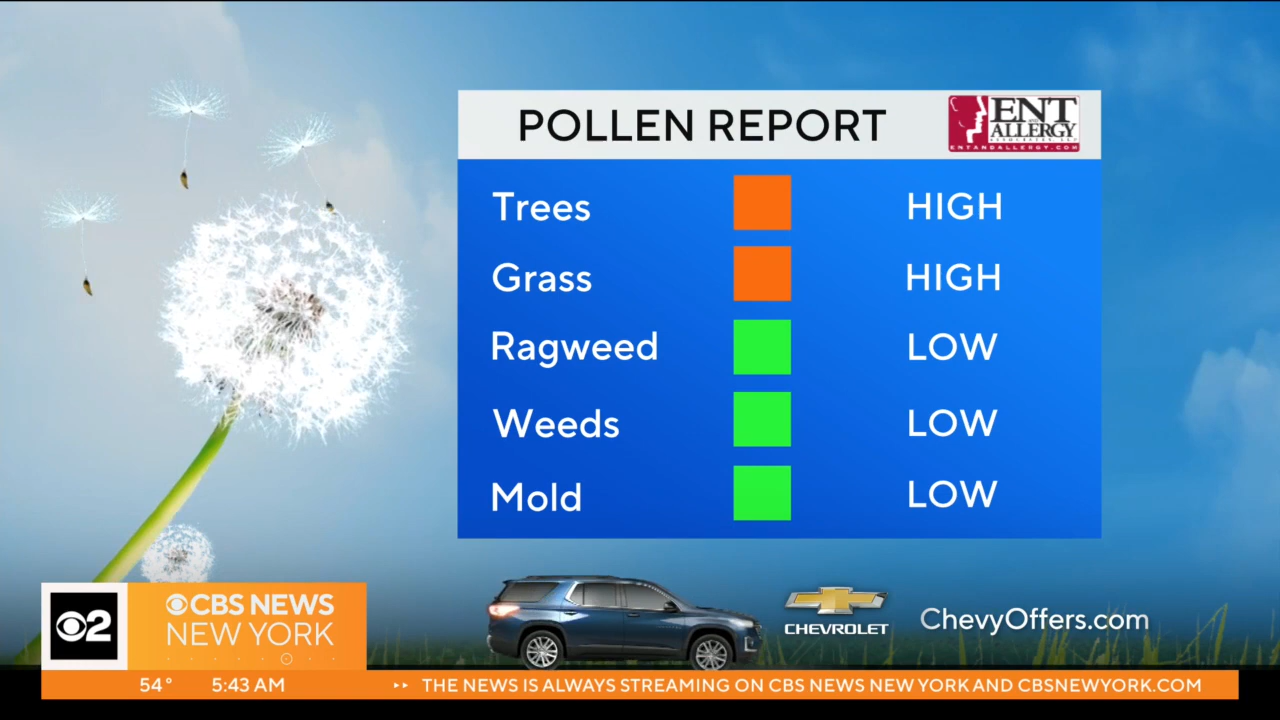 POLLEN REPORT
ENT
AND
ALLERGY
ENTANDALLERGY.COM
Trees HIGH
Grass HIGH
Ragweed LOW
Weeds LOW
Mold LOW
2
CBS NEWS
NEW YORK
CHEVROLET
ChevyOffers.com
54° 5:43 AM
THE NEWS IS ALWAYS STREAMING ON CBS NEWS NEW YORK AND CBSNEWYORK.COM